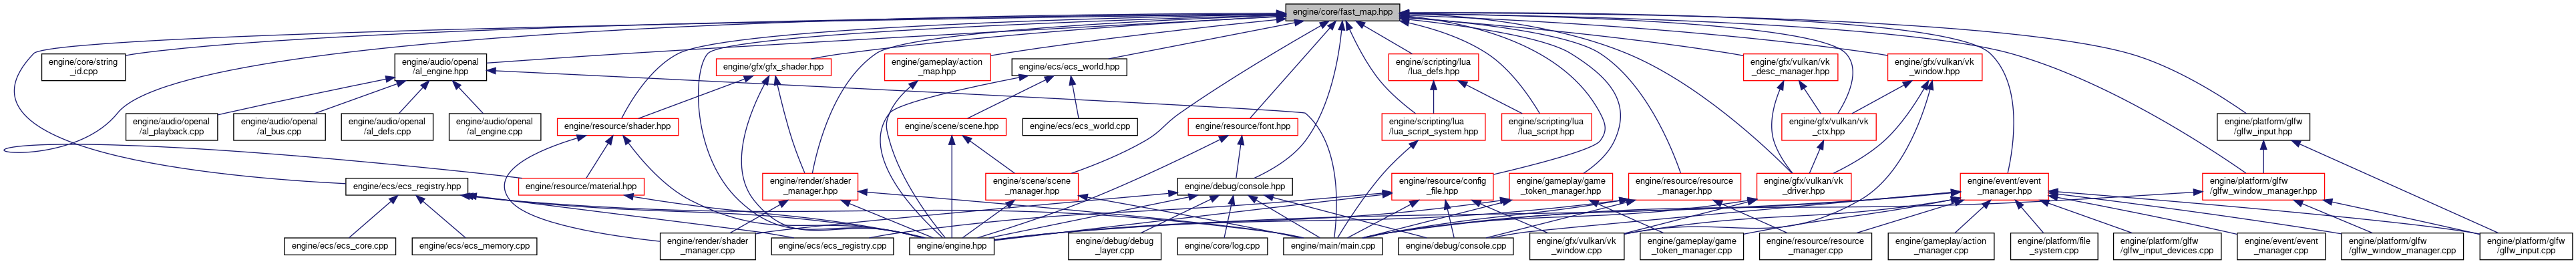 engine/core/fast_map.hpp
engine/core/string
_id.cpp
engine/audio/openal
/al_engine.hpp
engine/gfx/gfx_shader.hpp
engine/gameplay/action
_map.hpp
engine/ecs/ecs_world.hpp
engine/scripting/lua
/lua_defs.hpp
engine/gfx/vulkan/vk
_desc_manager.hpp
engine/gfx/vulkan/vk
_window.hpp
engine/audio/openal
/al_playback.cpp
engine/audio/openal
/al_bus.cpp
engine/audio/openal
/al_defs.cpp
engine/audio/openal
/al_engine.cpp
engine/resource/shader.hpp
engine/scene/scene.hpp
engine/ecs/ecs_world.cpp
engine/resource/font.hpp
engine/scripting/lua
/lua_script_system.hpp
engine/scripting/lua
/lua_script.hpp
engine/gfx/vulkan/vk
_ctx.hpp
engine/platform/glfw
/glfw_input.hpp
engine/ecs/ecs_registry.hpp
engine/resource/material.hpp
engine/render/shader
_manager.hpp
engine/scene/scene
_manager.hpp
engine/debug/console.hpp
engine/resource/config
_file.hpp
engine/gameplay/game
_token_manager.hpp
engine/resource/resource
_manager.hpp
engine/gfx/vulkan/vk
_driver.hpp
engine/event/event
_manager.hpp
engine/platform/glfw
/glfw_window_manager.hpp
engine/ecs/ecs_core.cpp
engine/ecs/ecs_memory.cpp
engine/render/shader
_manager.cpp
engine/ecs/ecs_registry.cpp
engine/engine.hpp
engine/debug/debug
_layer.cpp
engine/core/log.cpp
engine/main/main.cpp
engine/debug/console.cpp
engine/gfx/vulkan/vk
_window.cpp
engine/gameplay/game
_token_manager.cpp
engine/resource/resource
_manager.cpp
engine/gameplay/action
_manager.cpp
engine/platform/file
_system.cpp
engine/platform/glfw
/glfw_input_devices.cpp
engine/event/event
_manager.cpp
engine/platform/glfw
/glfw_window_manager.cpp
engine/platform/glfw
/glfw_input.cpp